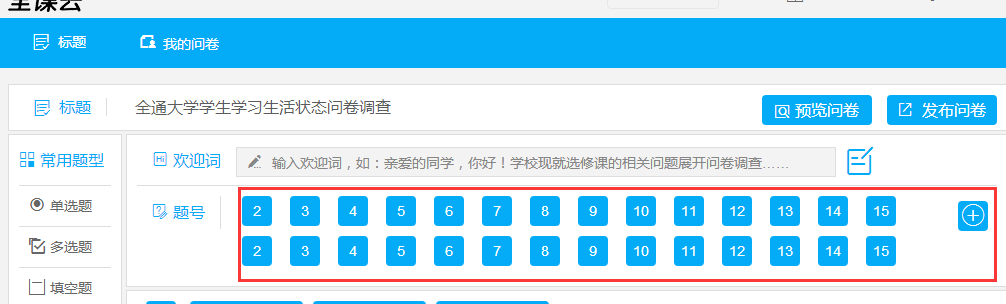 全课云
标题 我的问卷
标题 全通大学学生学习生活状态问卷调查 预览问卷 发布问卷
常用题型 Hi 欢迎词 输入欢迎词，如：亲爱的同学，你好！学校现就选修课的相关问题展开问卷调查……
单选题 题号 2 3 4 5 6 7 8 9 10 11 12 13 14 15
多选题 2 3 4 5 6 7 8 9 10 11 12 13 14 15
填空题